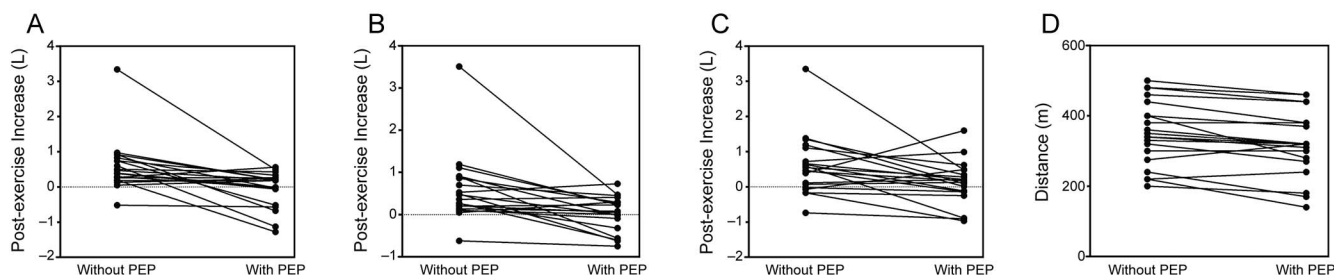 A
Post-exercise Increase (L)
4
3
2
1
0
–1
–2
Without PEP
With PEP
B
Post-exercise Increase (L)
4
3
2
1
0
–1
Without PEP
With PEP
C
Post-exercise Increase (L)
4
3
2
1
0
–1
–2
Without PEP
With PEP
D
Distance (m)
600
400
200
0
Without PEP
With PEP